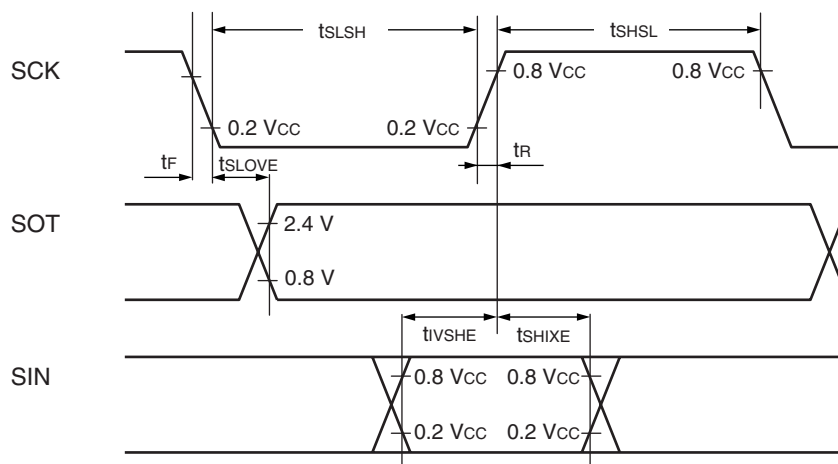 tSLSH tSHSL
SCK 0.8 VCC 0.8 VCC
0.2 VCC 0.2 VCC
tF tSLOVE tR
SOT 2.4 V
0.8 V
tIVSHE tSHIXE
SIN 0.8 VCC 0.8 VCC
0.2 VCC 0.2 VCC